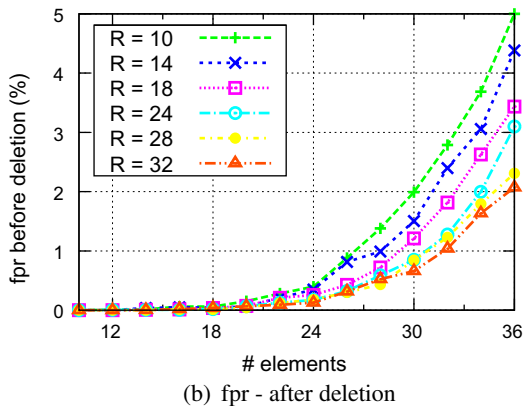 5
4
3
2
1
0
fpr before deletion (%)
R = 10
R = 14
R = 18
R = 24
R = 28
R = 32
12 18 24 30 36
# elements
(b) fpr - after deletion